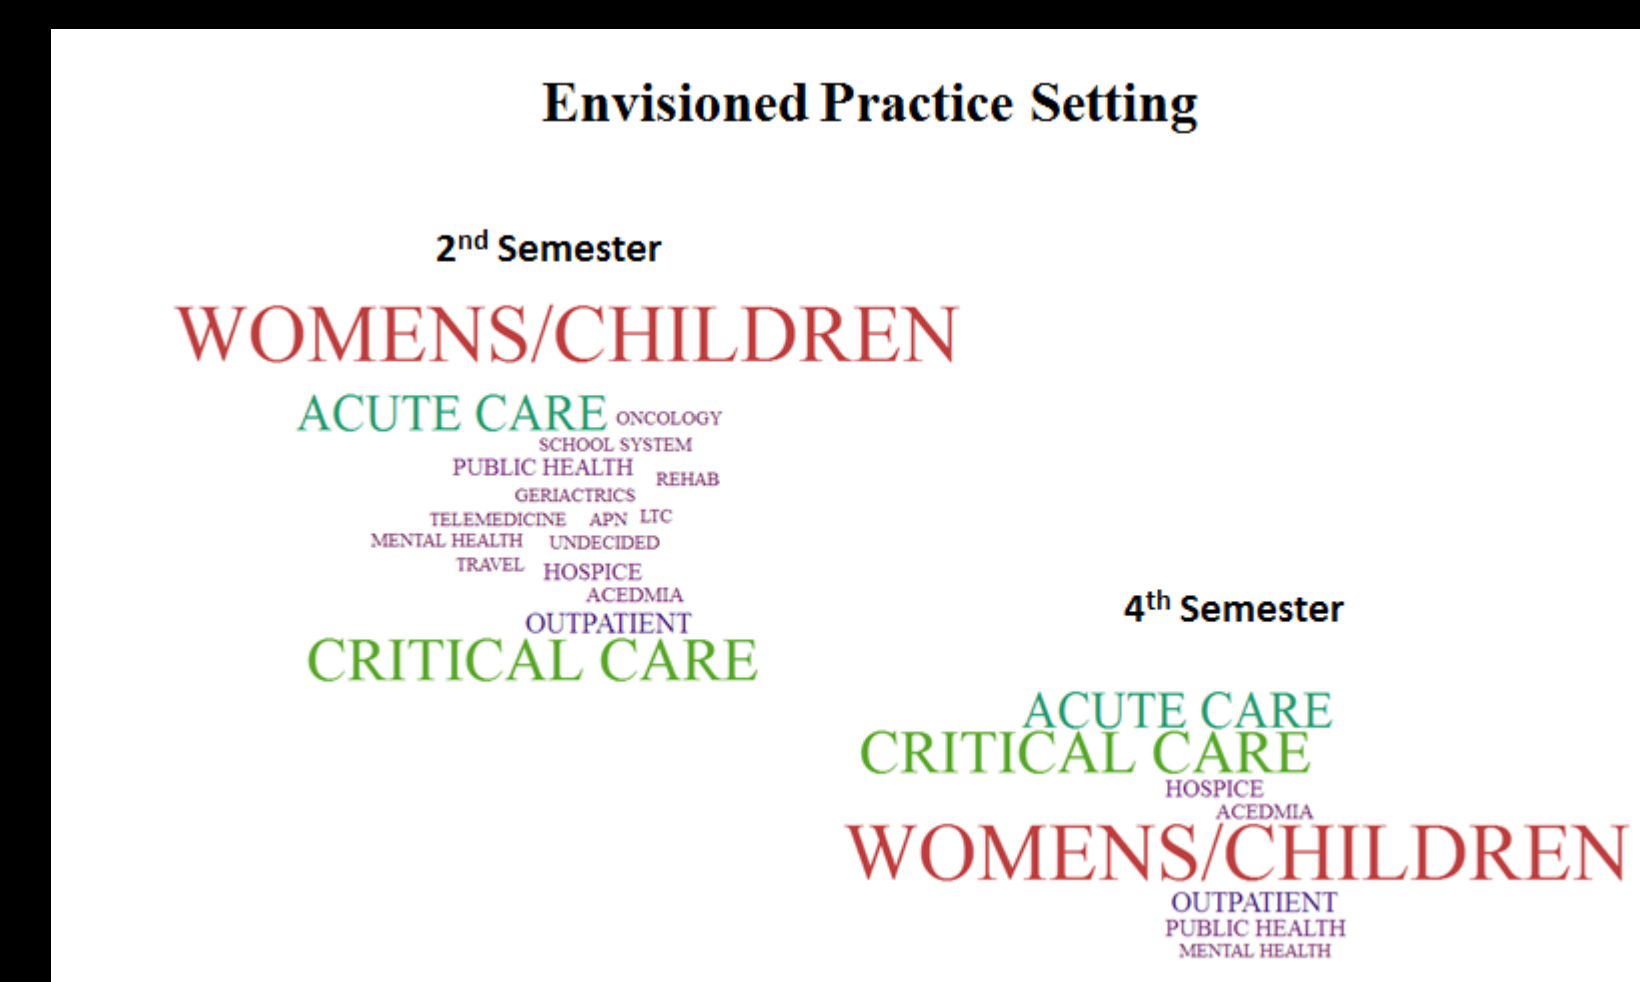 Envisioned Practice Setting
2nd Semester
WOMENS/CHILDREN
ACUTE CARE ONCOLOGY
SCHOOL SYSTEM
PUBLIC HEALTH REHAB
GERIACTRICS
TELEMEDICINE APN LTC
MENTAL HEALTH UNDECIDED
TRAVEL HOSPICE
ACEDMIA
OUTPATIENT
CRITICAL CARE
4th Semester
ACUTE CARE
CRITICAL CARE
HOSPICE
ACEDMIA
WOMENS/CHILDREN
OUTPATIENT
PUBLIC HEALTH
MENTAL HEALTH